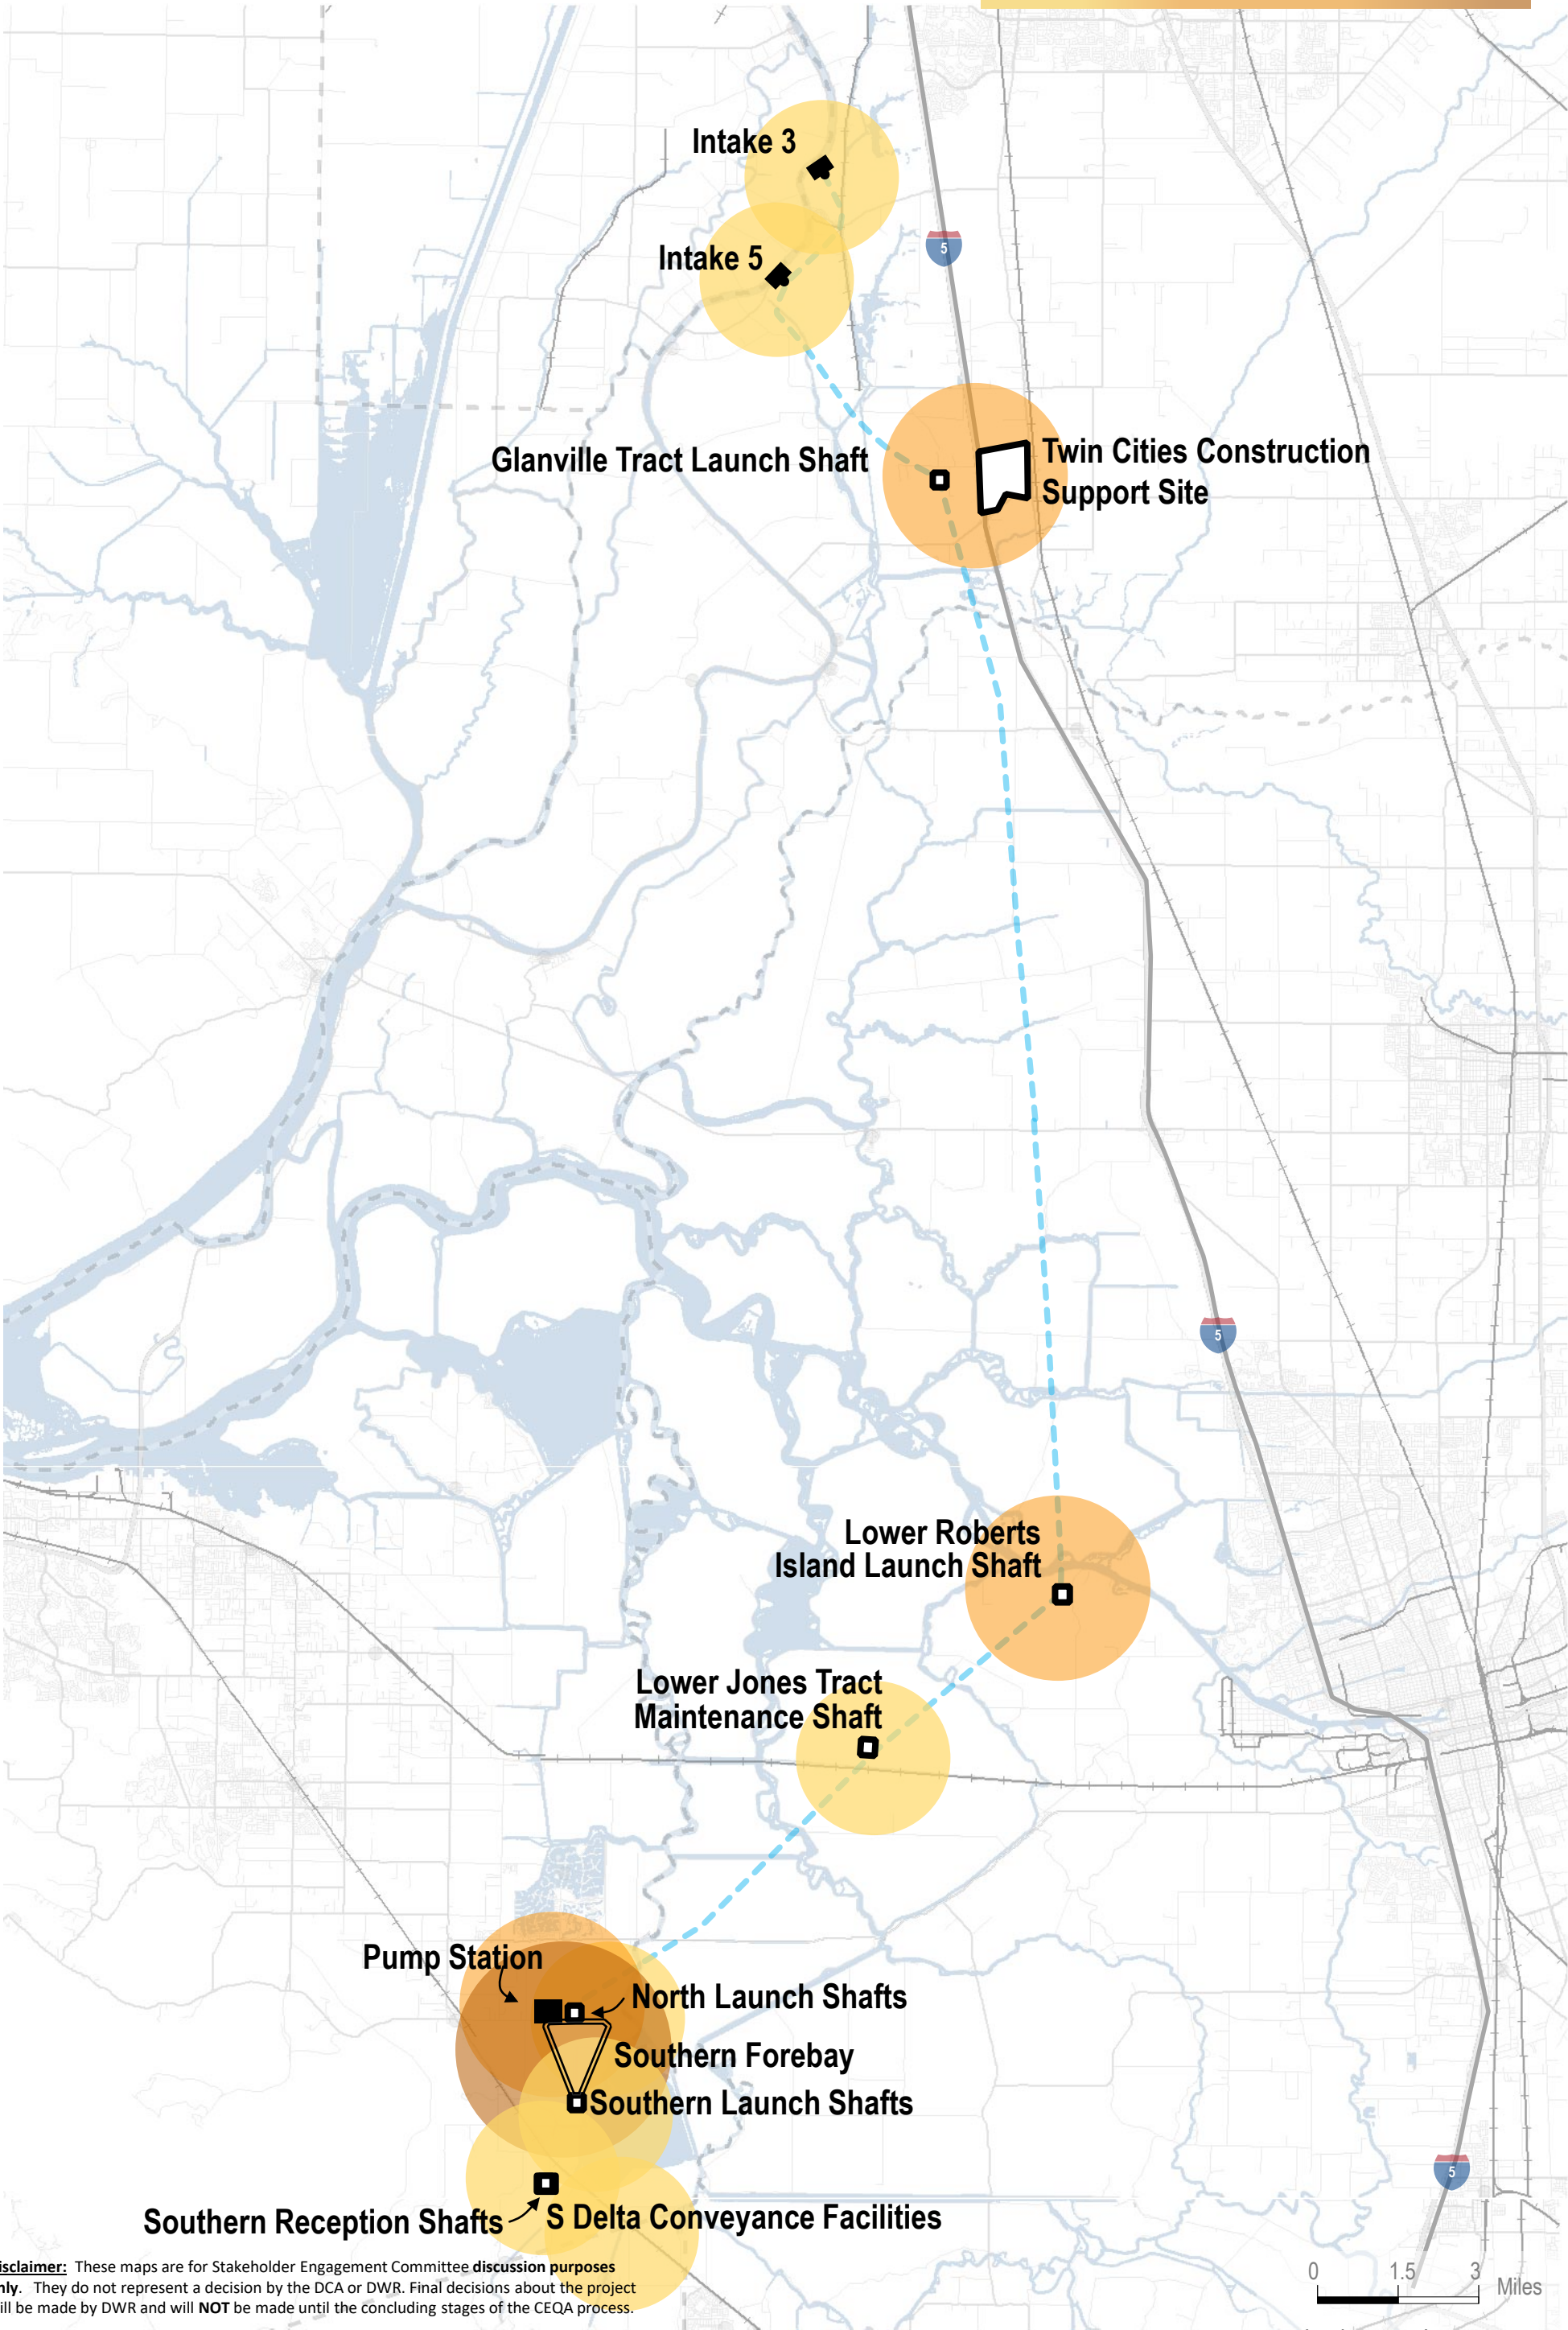 Intake 3
5
Intake 5
Glanville Tract Launch Shaft
Twin Cities Construction
Support Site
5
Lower Roberts
Island Launch Shaft
Lower Jones Tract
Maintenance Shaft
Pump Station
North Launch Shafts
Southern Forebay
Southern Launch Shafts
5
Southern Reception Shafts
S Delta Conveyance Facilities
isclaimer: These maps are for Stakeholder Engagement Committee discussion purposes
nly. They do not represent a decision by the DCA or DWR. Final decisions about the project
ill be made by DWR and will NOT be made until the concluding stages of the CEQA process.
0 1.5 3
Miles